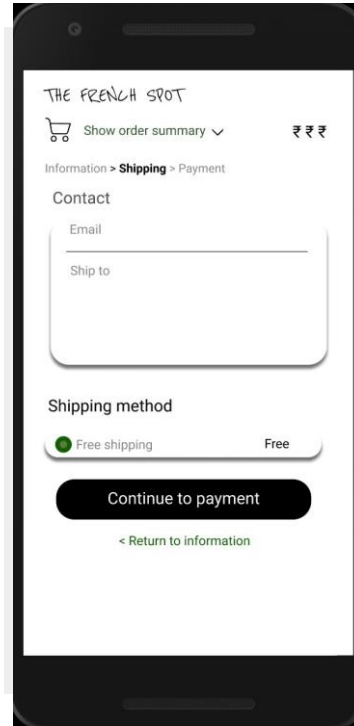 THE FRENCH SPOT
Show order summary ₹ ₹ ₹
Information > Shipping > Payment
Contact
Email
Ship to
Shipping method
Free shipping Free
Continue to payment
< Return to information